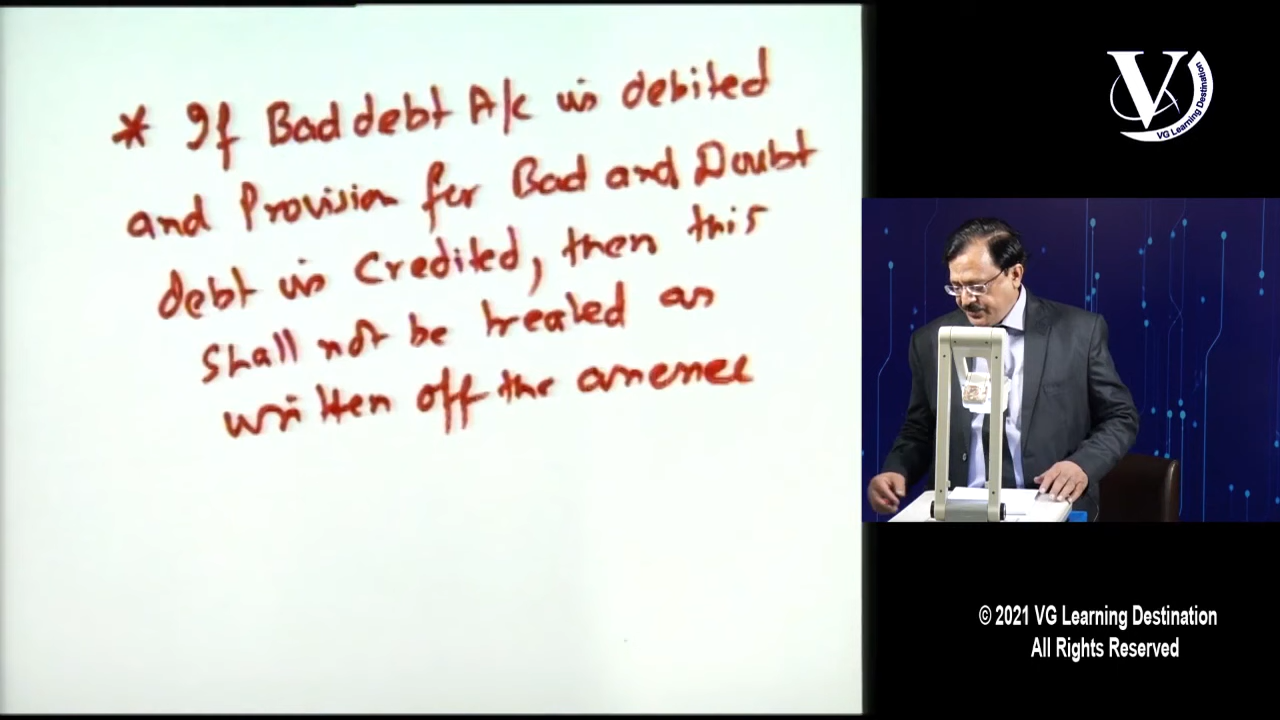 * If Bad debt A/c is debited
and Provision for Bad and Doubt
debt is Credited, then this
shall not be treated as
written off the
V
VG Learning Destination
© 2021 VG Learning Destination
All Rights Reserved